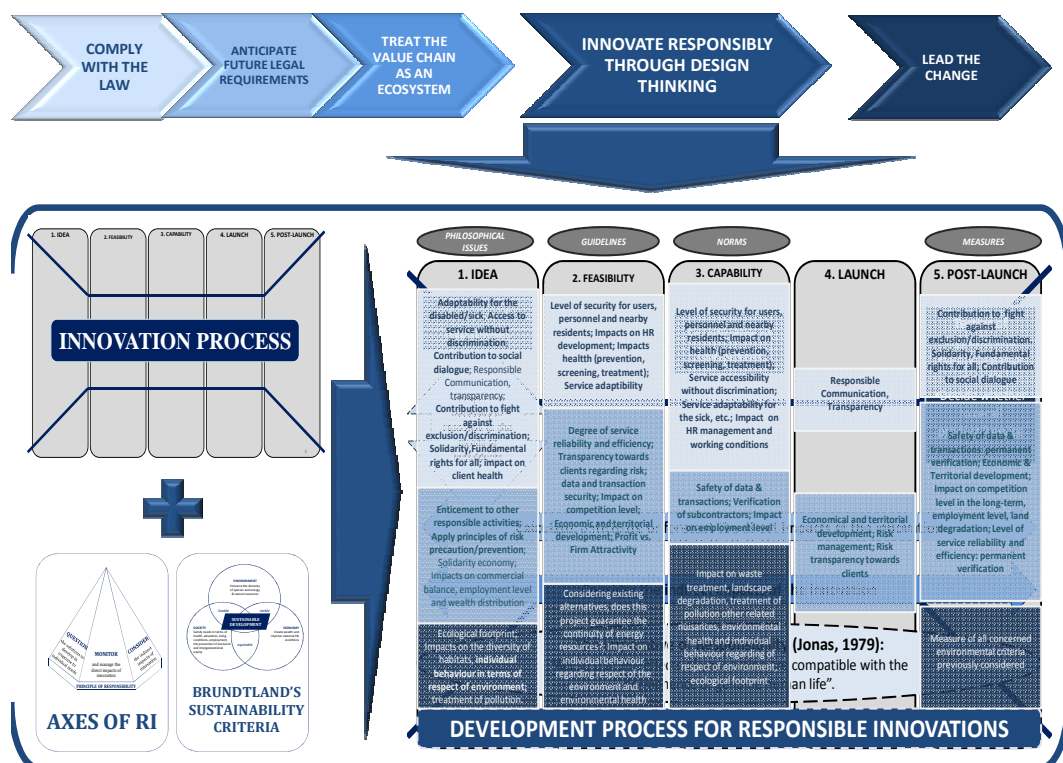 COMPLY
WITH THE
LAW
ANTICIPATE
FUTURE LEGAL
REQUIREMENTS
TREAT THE
VALUE CHAIN
AS AN
ECOSYSTEM
INNOVATE RESPONSIBLY
THROUGH DESIGN
THINKING
LEAD THE
CHANGE
1. IDEA
2. FEASIBILITY
3. CAPABILITY
4. LAUNCH
5. POST-LAUNCH
INNOVATION PROCESS
QUESTION
CONSIDER
MONITOR
and manage the
direct impacts of
innovation
PRINCIPLE OF RESPONSIBILITY
AXES OF RI
ENVIRONMENT
SUSTAINABLE
DEVELOPMENT
SOCIETY
ECONOMY
BRUNDTLAND'S
SUSTAINABILITY
CRITERIA
PHILOSOPHICAL
ISSUES
1. IDEA
Adaptability for the
disabled/sick. Access to
service without
discrimination;
Contribution to social
dialogue; Responsible
Communication,
transparency;
Contribution to fight
against
exclusion/discrimination;
Solidarity,Fundamental
rights for all; impact on
client health
Enticement to other
responsible activities;
Apply principles of risk
precaution/prevention;
Solidarity economy;
Impacts on commercial
balance, employment level
and wealth distribution
Ecological footprint;
Impacts on the diversity of
habitats, individual
behaviour in terms of
respect of environment;
treatment of pollution.
GUIDELINES
2. FEASIBILITY
Level of security for users,
personnel and nearby
residents; Impacts on HR
development; Impacts
healtth (prevention,
screening, treatment);
Service adaptibility
Degree of service
reliability and efficiency;
Transparency towards
clients regarding risk;
data and transaction
security; Impact on
competition level;
Economic and territorial
development; Profit vs.
Firm Attractivity
Considering existing
alternatives, does this
project guarantee the
continuity of energy
resources?; Impact on
individual behaviour
regarding respect of the
environment and
environmental health
NORMS
3. CAPABILITY
Level of security for users,
personnel and nearby
residents; Impact on
health (prevention,
screening, treatment);
Service accessibility
without discrimination;
Service adaptability for
the sick, etc.; Impact on
HR management and
working conditions
Safety of data &
transactions; Verification
of subcontractors; Impact
on employment level
Impact on waste
treatment, landscape
degradation, treatment of
pollution other related
nuisances, environmental
health and individual
behaviour regarding of
respect of environment,
ecological footprint
4. LAUNCH
Responsible
Communication,
Transparency
Economical and territorial
development; Risk
management; Risk
transparency towards
clients
(Jonas, 1979):
compatible with the
an life”.
MEASURES
5. POST-LAUNCH
Contribution to fight
against
exclusion/discrimination.
Solidarity, Fundamental
rights for all; Contribution
to social dialogue
Safety of data &
transactions: permanent
verification; Economic &
Territorial development;
Impact on competition
level in the long-term,
employment level, land
degradation; Level of
service reliability and
efficiency: permanent
verification
Measure of all concerned
environmental criteria
previously considered
DEVELOPMENT PROCESS FOR RESPONSIBLE INNOVATIONS